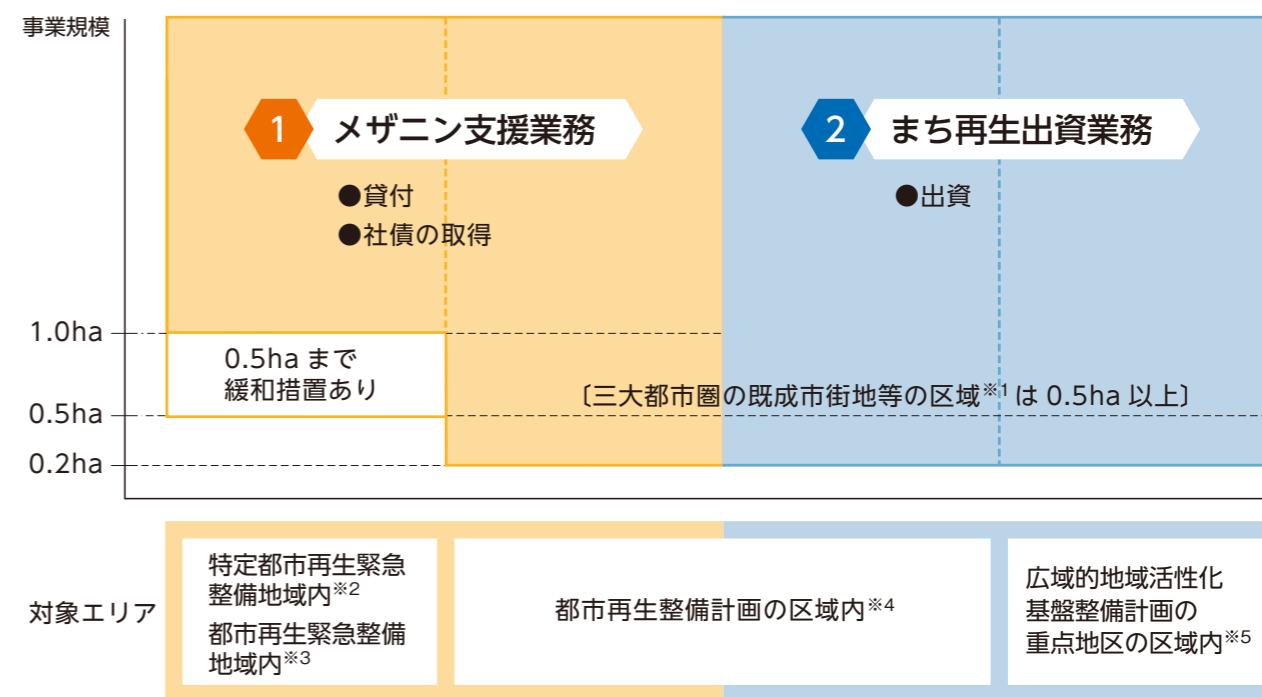 事業規模
1 メザニン支援業務
●貸付
●社債の取得
2 まち再生出資業務
●出資
1.0ha
0.5ha まで
緩和措置あり
〔三大都市圏の既成市街地等の区域※1 は 0.5ha 以上〕
0.5ha
0.2ha
対象エリア
特定都市再生緊急
整備地域内※2
都市再生緊急整備
地域内※3
都市再生整備計画の区域内※4
広域的地域活性化
基盤整備計画の
重点地区の区域内※5